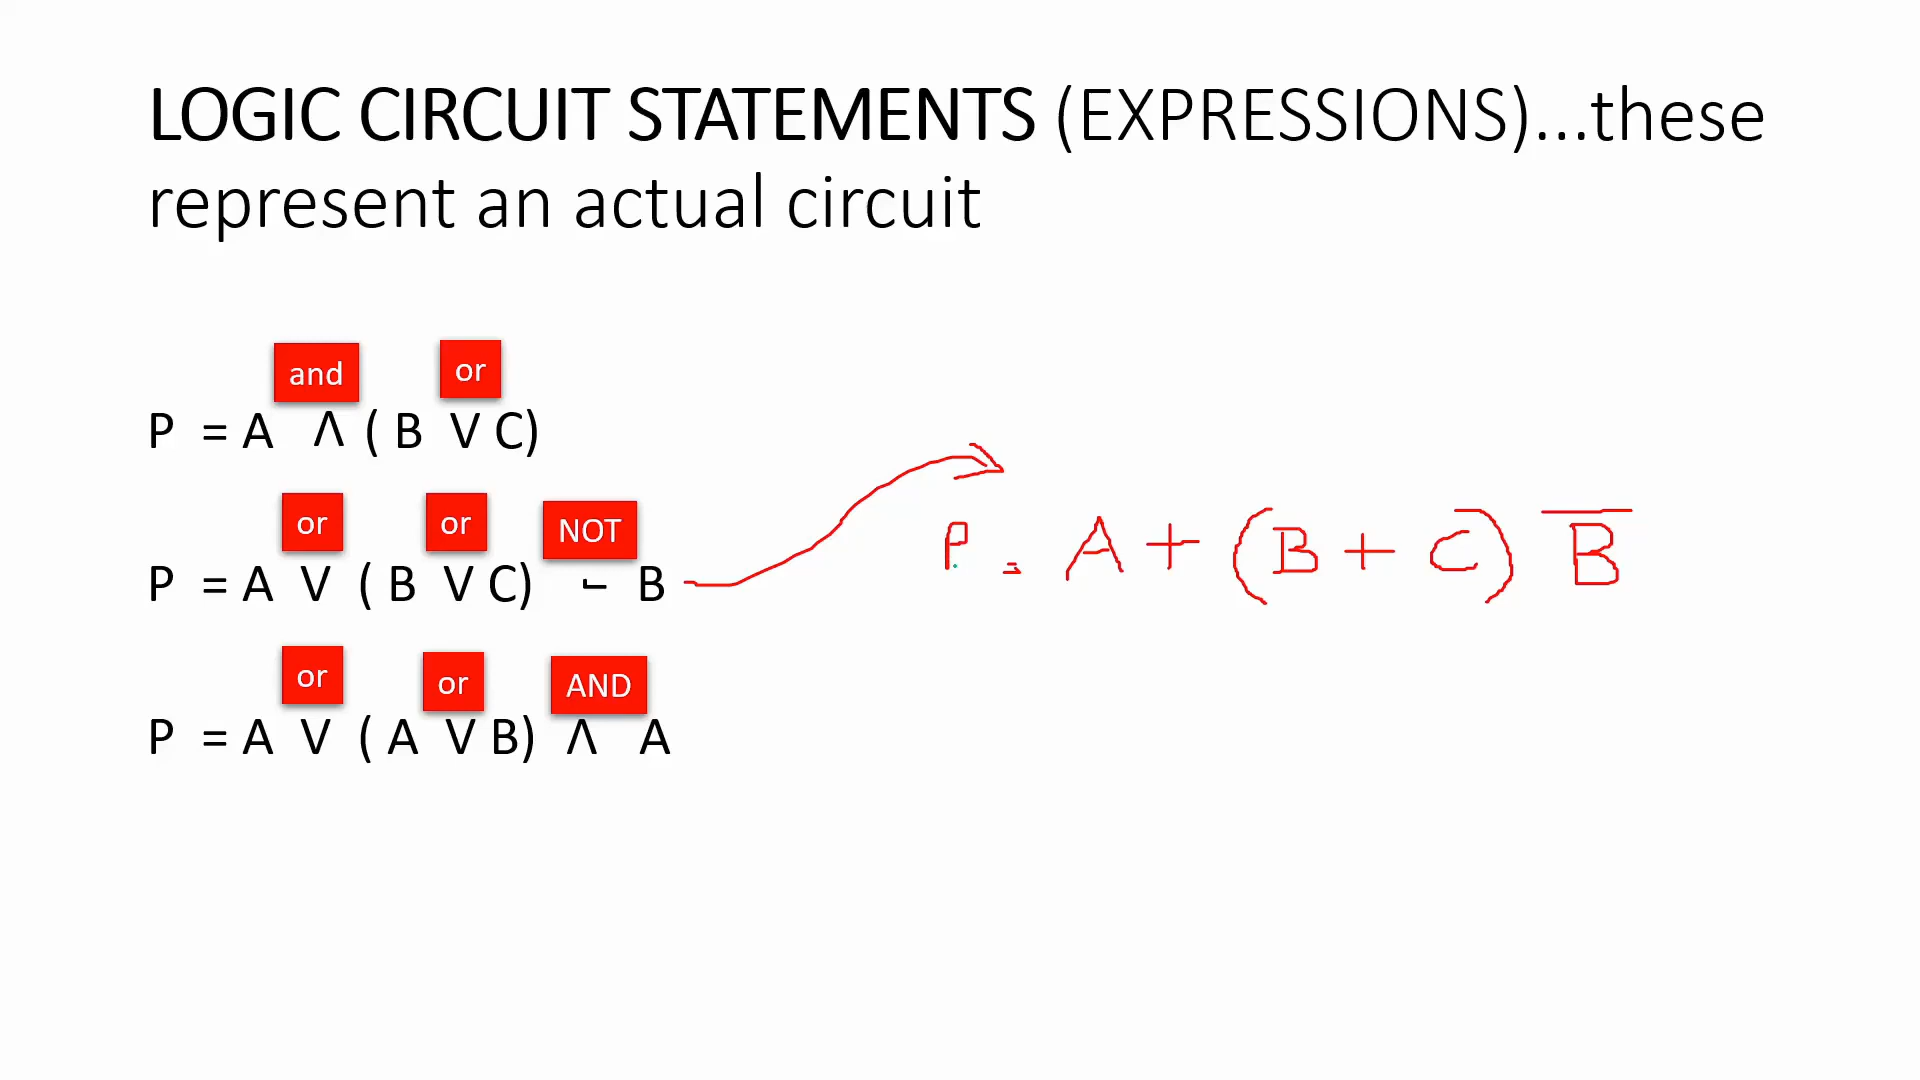 LOGIC CIRCUIT STATEMENTS (EXPRESSIONS)...these
represent an actual circuit
and or
P = A Λ ( B V C)
or or NOT
P = A V ( B V C) ⌙ B
P = A + (B + C) B̅
or or AND
P = A V ( A V B) Λ A